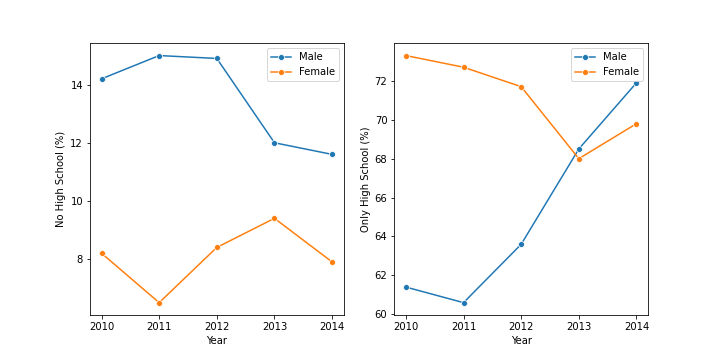 Male
Female
14
12
10
8
No High School (%)
2010 2011 2012 2013 2014
Year
Male
Female
72
70
68
66
64
62
60
Only High School (%)
2010 2011 2012 2013 2014
Year